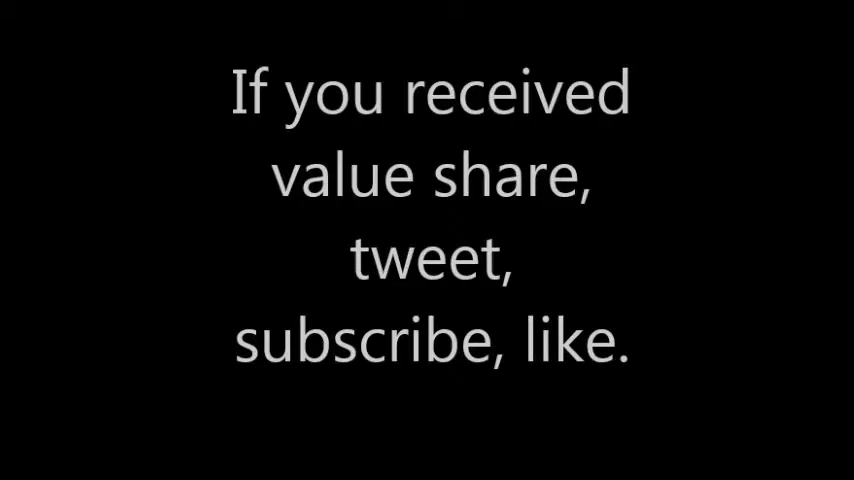 If you received
value share,
tweet,
subscribe, like.